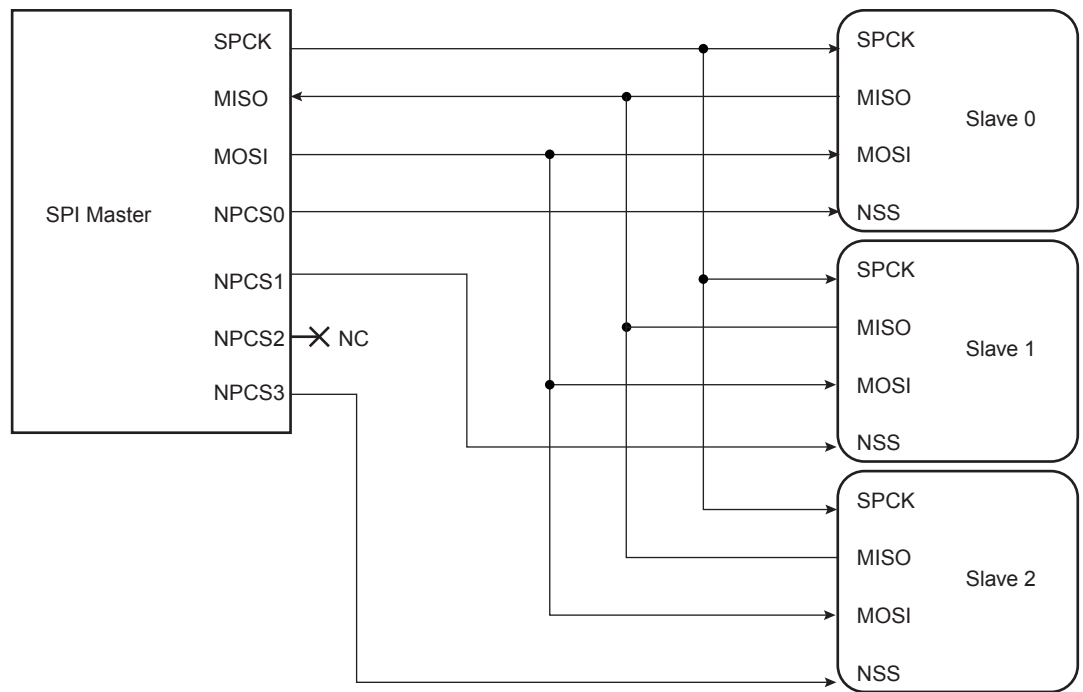 SPI Master
SPCK
MISO
MOSI
NPCS0
NPCS1
NPCS2
NC
NPCS3
SPCK
MISO
Slave 0
MOSI
NSS
SPCK
MISO
Slave 1
MOSI
NSS
SPCK
MISO
Slave 2
MOSI
NSS